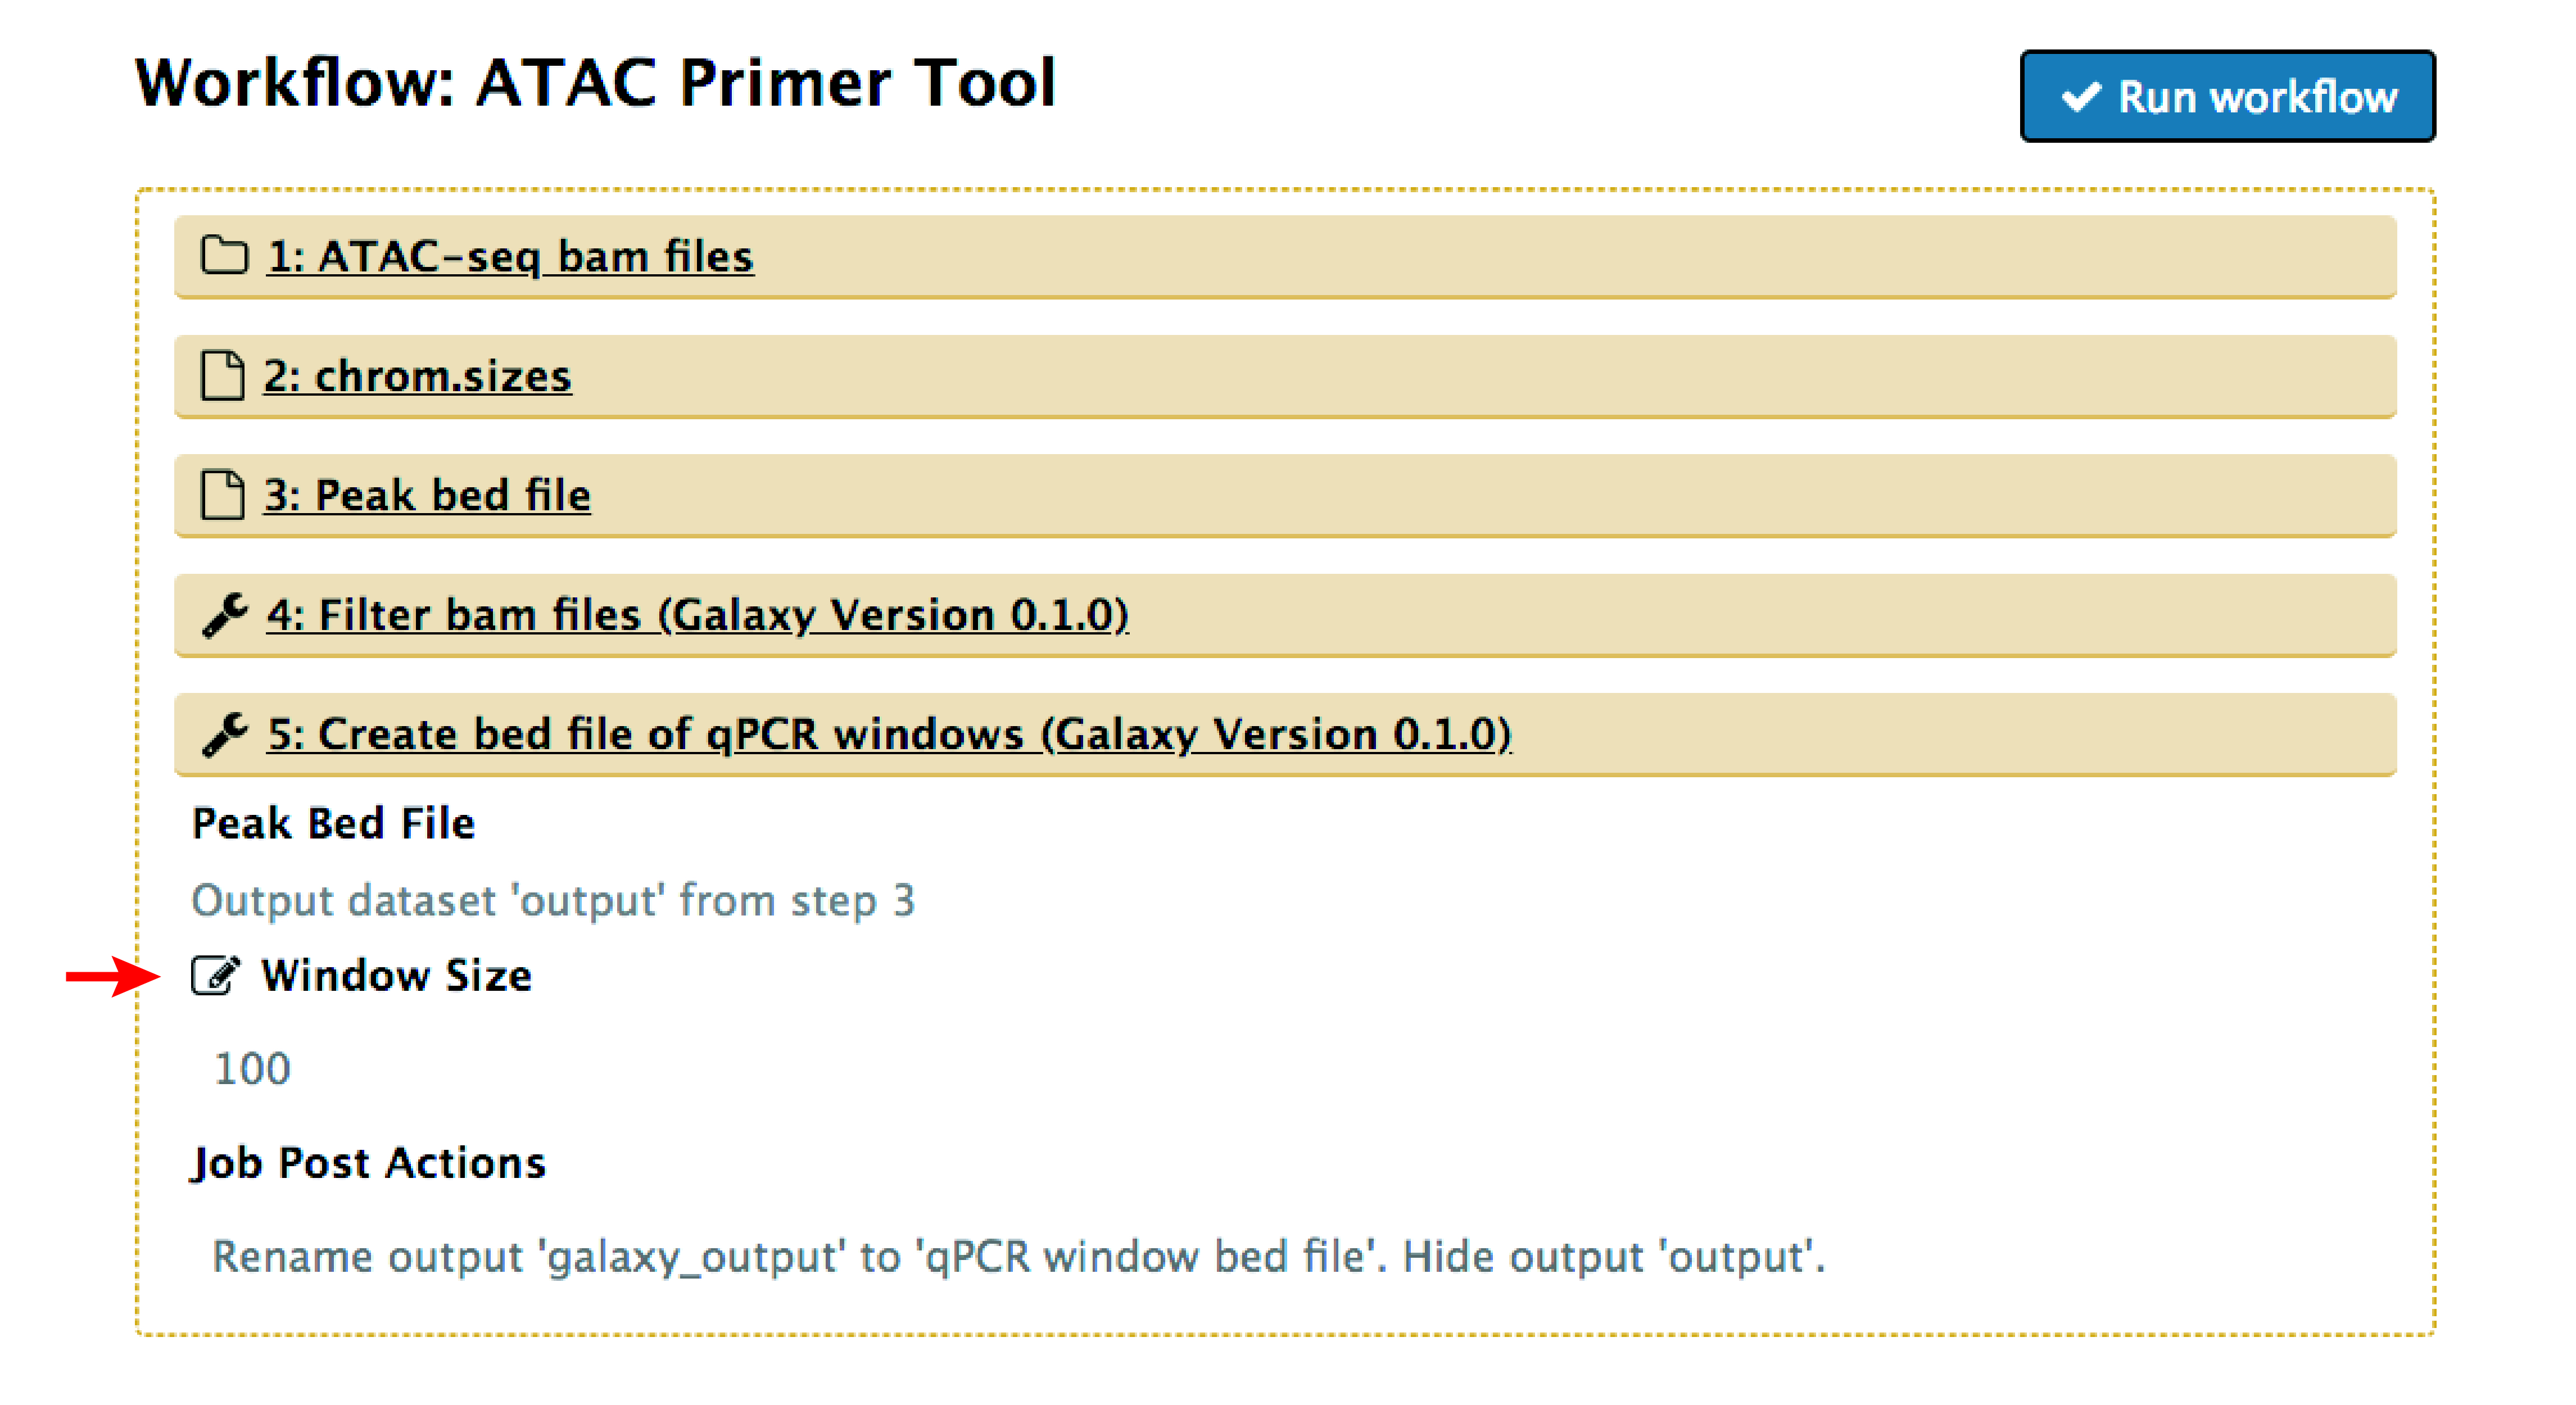 Workflow: ATAC Primer Tool
Run workflow
1: ATAC-seq bam files
2: chrom.sizes
3: Peak bed file
4: Filter bam files (Galaxy Version 0.1.0)
5: Create bed file of qPCR windows (Galaxy Version 0.1.0)
Peak Bed File
Output dataset 'output' from step 3
Window Size
100
Job Post Actions
Rename output 'galaxy_output' to 'qPCR window bed file'. Hide output 'output'.